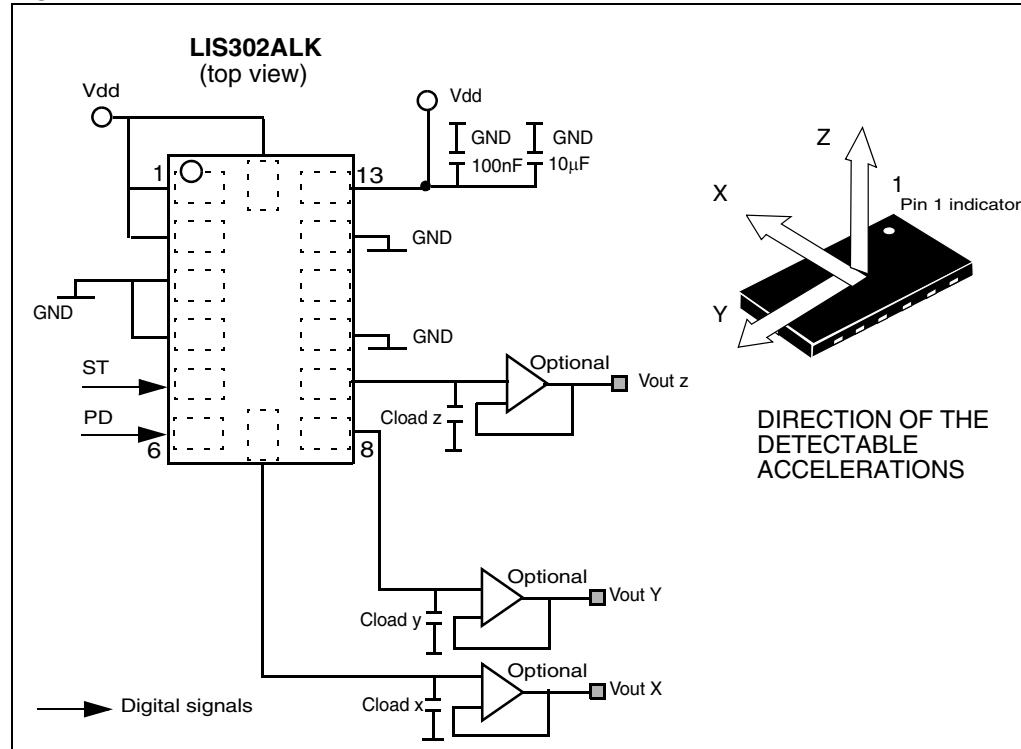 LIS302ALK
(top view)
Vdd
Vdd
GND
GND
100nF
10µF
1
13
GND
GND
GND
ST
PD
6
8
Optional
Vout z
Cload z
Optional
Vout Y
Cload y
Optional
Vout X
Cload x
Digital signals
Z
X
Y
1
Pin 1 indicator
DIRECTION OF THE
DETECTABLE
ACCELERATIONS